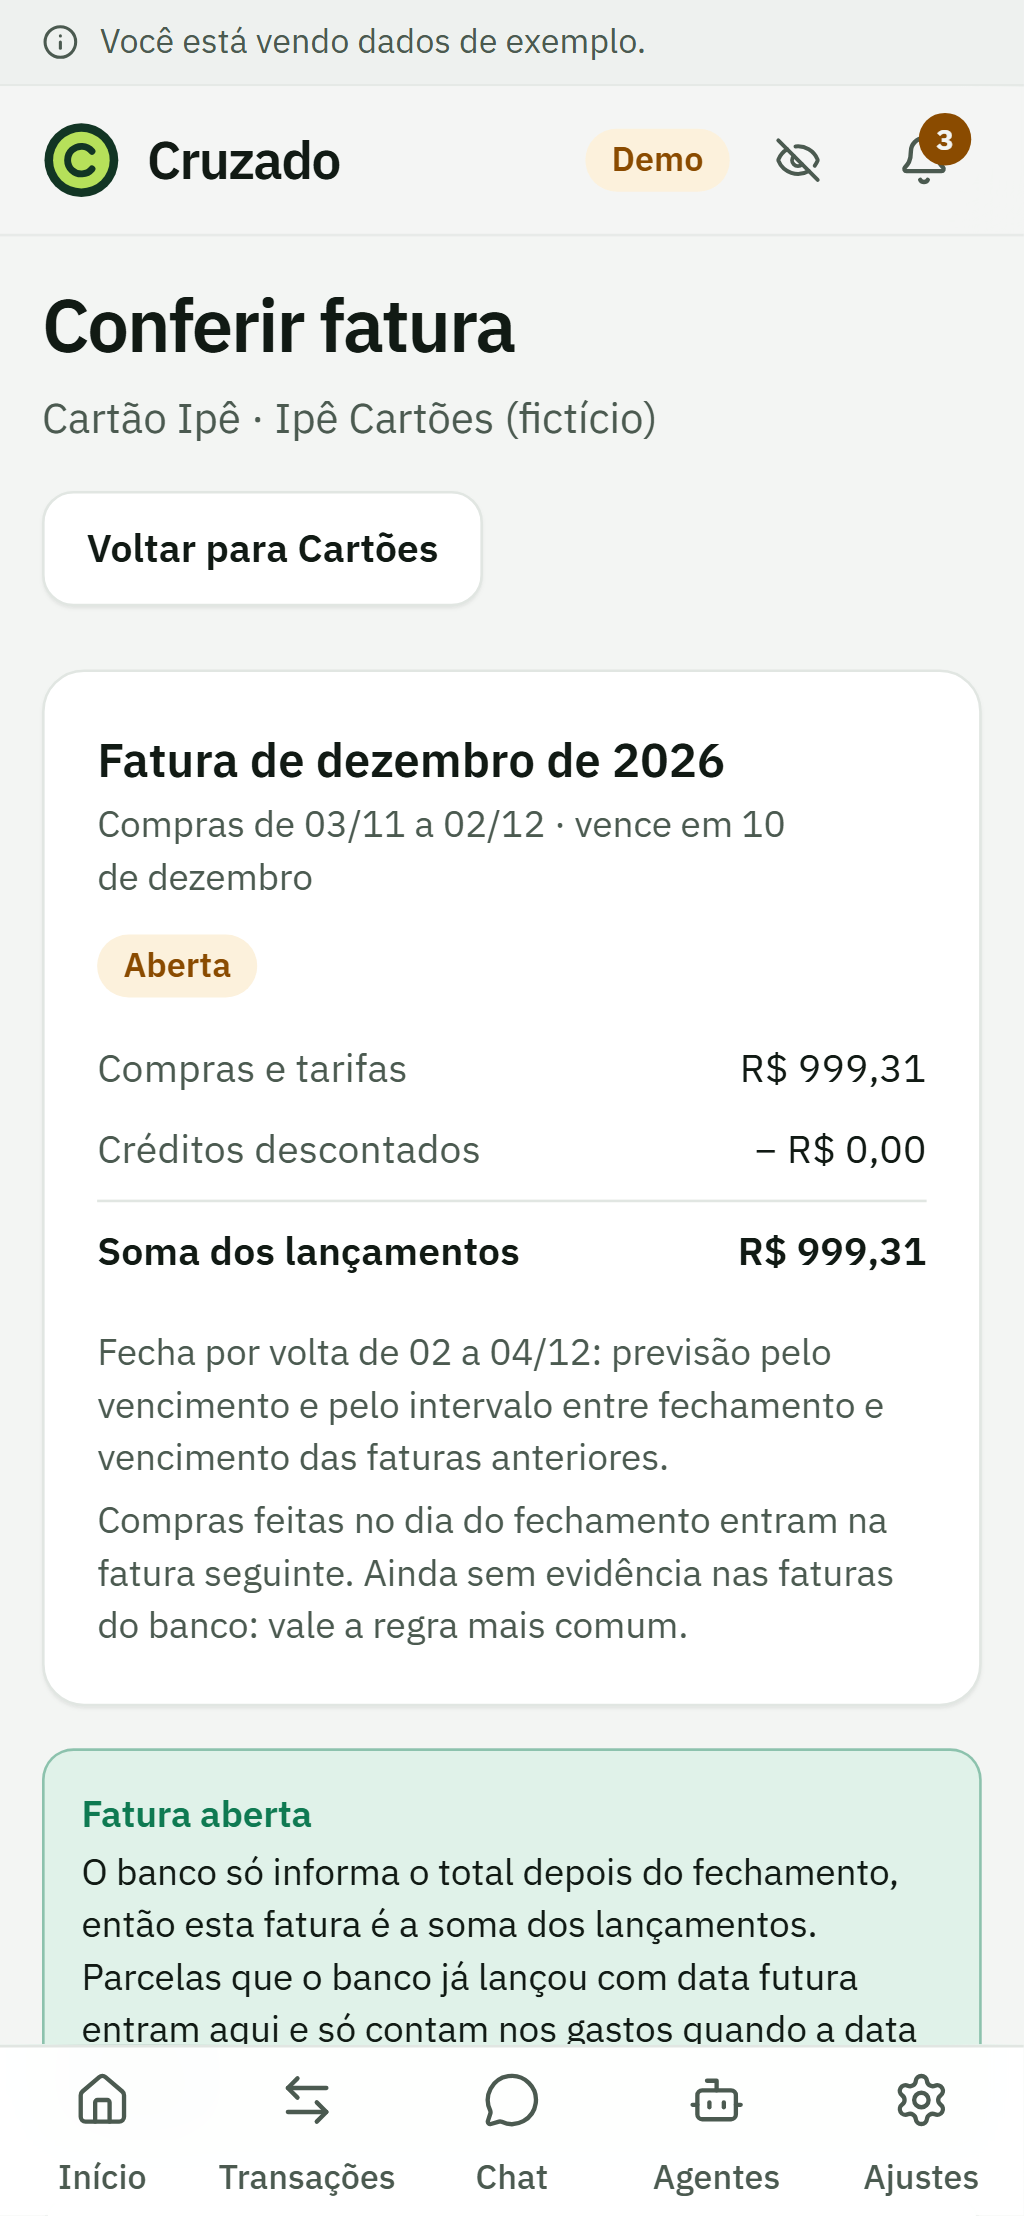 Você está vendo dados de exemplo.
Cruzado
Demo
3
Conferir fatura
Cartão Ipê · Ipê Cartões (fictício)
Voltar para Cartões
Fatura de dezembro de 2026
Compras de 03/11 a 02/12 · vence em 10
de dezembro
Aberta
Compras e tarifas R$ 999,31
Créditos descontados – R$ 0,00
Soma dos lançamentos R$ 999,31
Fecha por volta de 02 a 04/12: previsão pelo
vencimento e pelo intervalo entre fechamento e
vencimento das faturas anteriores.
Compras feitas no dia do fechamento entram na
fatura seguinte. Ainda sem evidência nas faturas
do banco: vale a regra mais comum.
Fatura aberta
O banco só informa o total depois do fechamento,
então esta fatura é a soma dos lançamentos.
Parcelas que o banco já lançou com data futura
entram aqui e só contam nos gastos quando a data
Início
Transações
Chat
Agentes
Ajustes